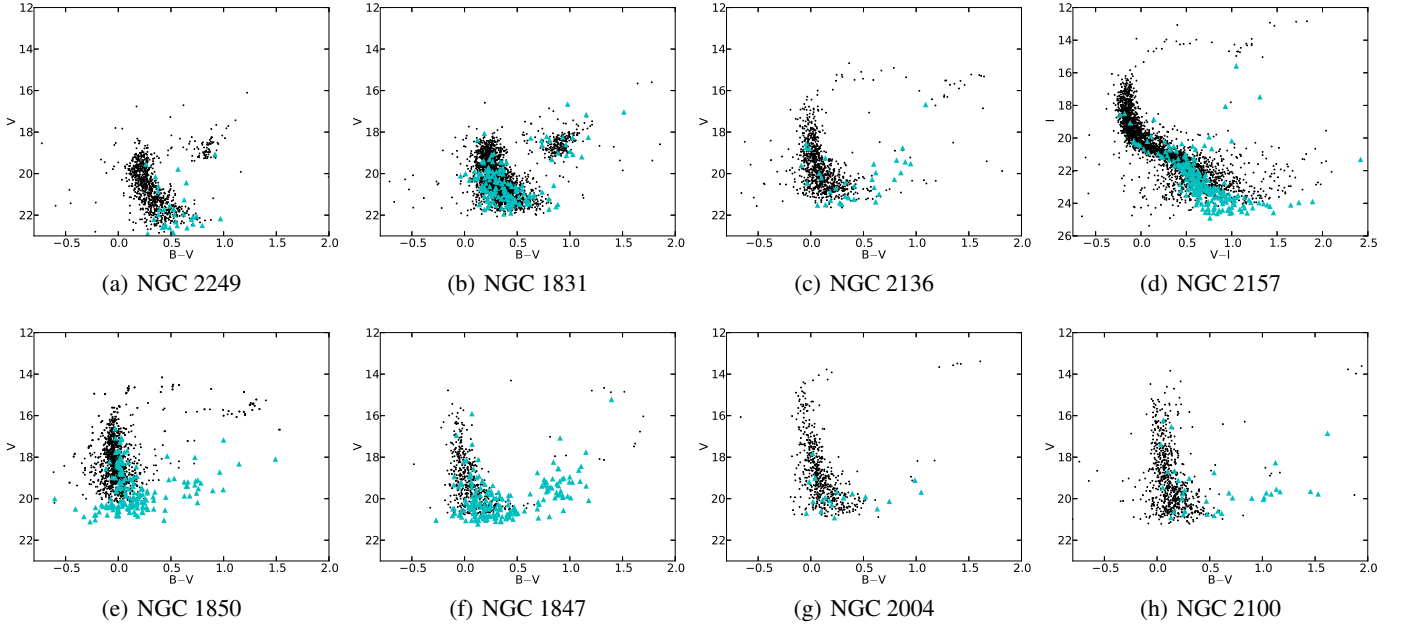 12
14
16
18
20
22
V
−0.5 0.0 0.5 1.0 1.5 2.0
B−V
(a) NGC 2249
12
14
16
18
20
22
V
−0.5 0.0 0.5 1.0 1.5 2.0
B−V
(b) NGC 1831
12
14
16
18
20
22
V
−0.5 0.0 0.5 1.0 1.5 2.0
B−V
(c) NGC 2136
12
14
16
18
20
22
24
26
I
−0.5 0.0 0.5 1.0 1.5 2.0 2.5
V−I
(d) NGC 2157
12
14
16
18
20
22
V
−0.5 0.0 0.5 1.0 1.5 2.0
B−V
(e) NGC 1850
12
14
16
18
20
22
V
−0.5 0.0 0.5 1.0 1.5 2.0
B−V
(f) NGC 1847
12
14
16
18
20
22
V
−0.5 0.0 0.5 1.0 1.5 2.0
B−V
(g) NGC 2004
12
14
16
18
20
22
V
−0.5 0.0 0.5 1.0 1.5 2.0
B−V
(h) NGC 2100